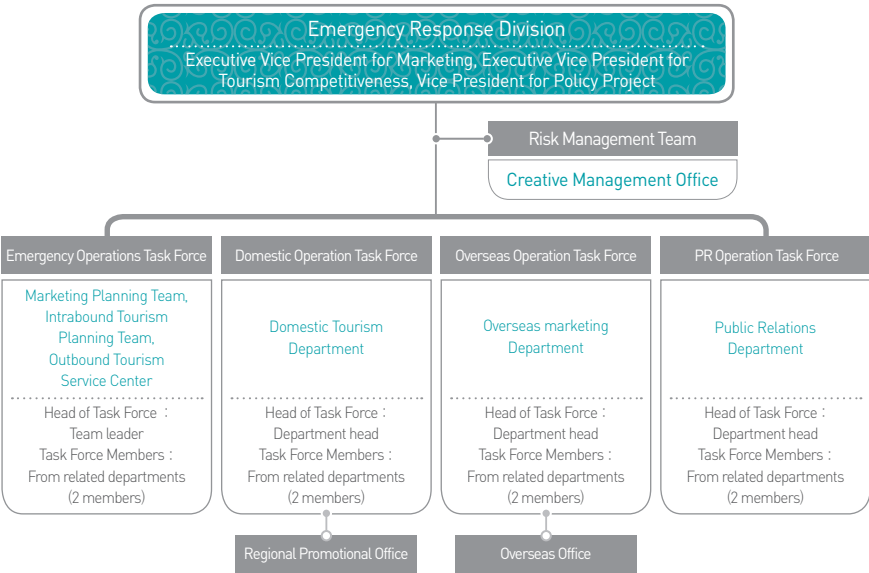 Emergency Response Division
Executive Vice President for Marketing, Executive Vice President for
Tourism Competitiveness, Vice President for Policy Project
Risk Management Team
Creative Management Office
Emergency Operations Task Force
Marketing Planning Team,
Intrabound Tourism
Planning Team,
Outbound Tourism
Service Center
Head of Task Force :
Team leader
Task Force Members :
From related departments
(2 members)
Domestic Operation Task Force
Domestic Tourism
Department
Head of Task Force :
Department head
Task Force Members :
From related departments
(2 members)
Regional Promotional Office
Overseas Operation Task Force
Overseas marketing
Department
Head of Task Force :
Department head
Task Force Members :
From related departments
(2 members)
Overseas Office
PR Operation Task Force
Public Relations
Department
Head of Task Force :
Department head
Task Force Members :
From related departments
(2 members)